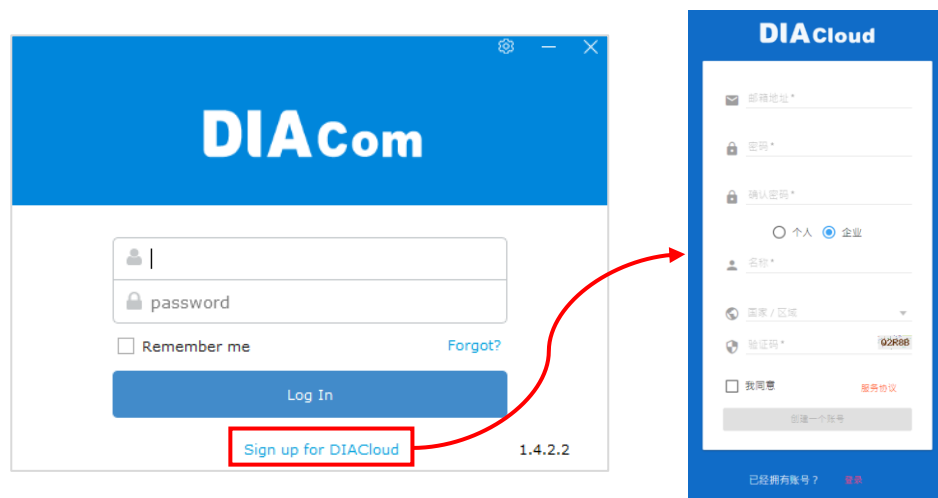 DIACom
password
Remember me
Forgot?
Log In
Sign up for DIACloud
1.4.2.2
DIACloud
邮箱地址*
密码*
确认密码*
个人 企业
名称*
国家 / 区域
验证码*
Q2R8B
我同意
服务协议
创建一个账号
已经拥有账号？ 登录